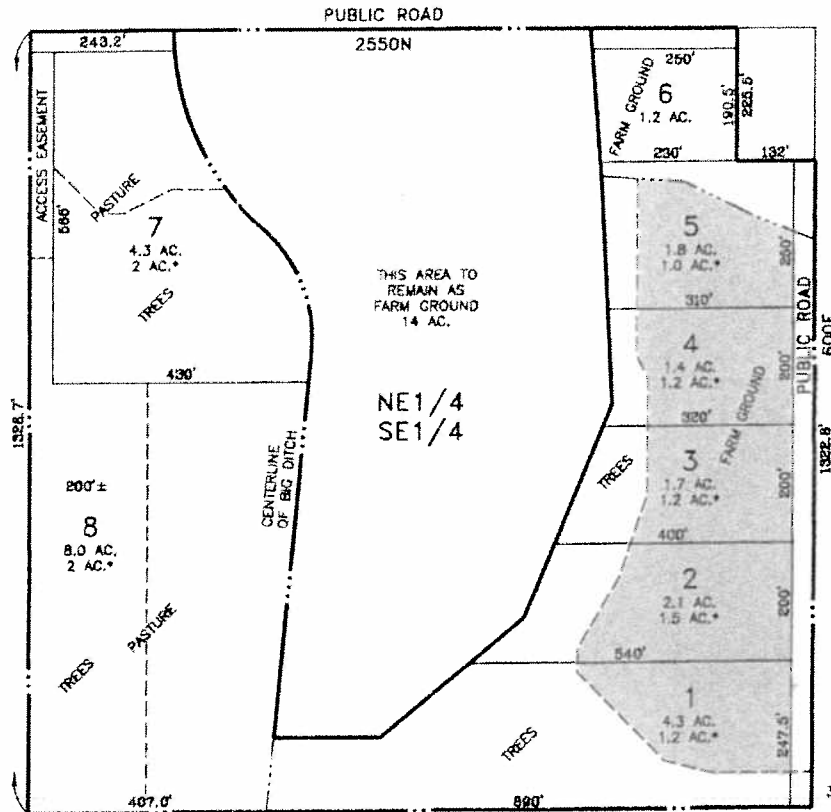 PUBLIC ROAD
2550N
243.2'
250'
FARM GROUND
6
1.2 AC.
190.5'
225.5'
230'
132'
ACCESS EASEMENT
PASTURE
566'
7
4.3 AC.
2 AC.*
TREES
THIS AREA TO
REMAIN AS
FARM GROUND
14 AC.
5
1.8 AC.
1.0 AC.*
250'
310'
PUBLIC ROAD
600E
4
1.4 AC.
1.2 AC.*
200'
FARM GROUND
320'
430'
NE1/4
SE1/4
1328.7'
1322.8'
CENTERLINE
OF BIG DITCH
TREES
3
1.7 AC.
1.2 AC.*
200'
400'
200'±
8
8.0 AC.
2 AC.*
2
2.1 AC.
1.5 AC.*
200'
PASTURE
TREES
540'
1
4.3 AC.
1.2 AC.*
247.5'
TREES
407.0'
890'